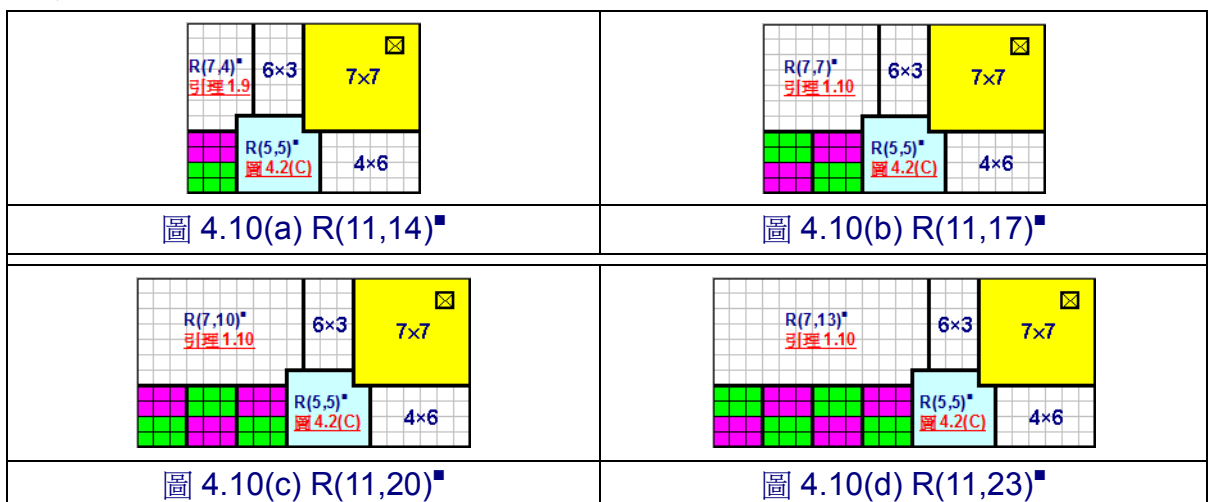 R(7,4)■ 6×3 7×7
引理 1.9
R(5,5)■ 4×6
圖 4.2(C)
圖 4.10(a) R(11,14)■
R(7,7)■ 6×3 7×7
引理 1.10
R(5,5)■ 4×6
圖 4.2(C)
圖 4.10(b) R(11,17)■
R(7,10)■ 6×3 7×7
引理 1.10
R(5,5)■ 4×6
圖 4.2(C)
圖 4.10(c) R(11,20)■
R(7,13)■ 6×3 7×7
引理 1.10
R(5,5)■ 4×6
圖 4.2(C)
圖 4.10(d) R(11,23)■